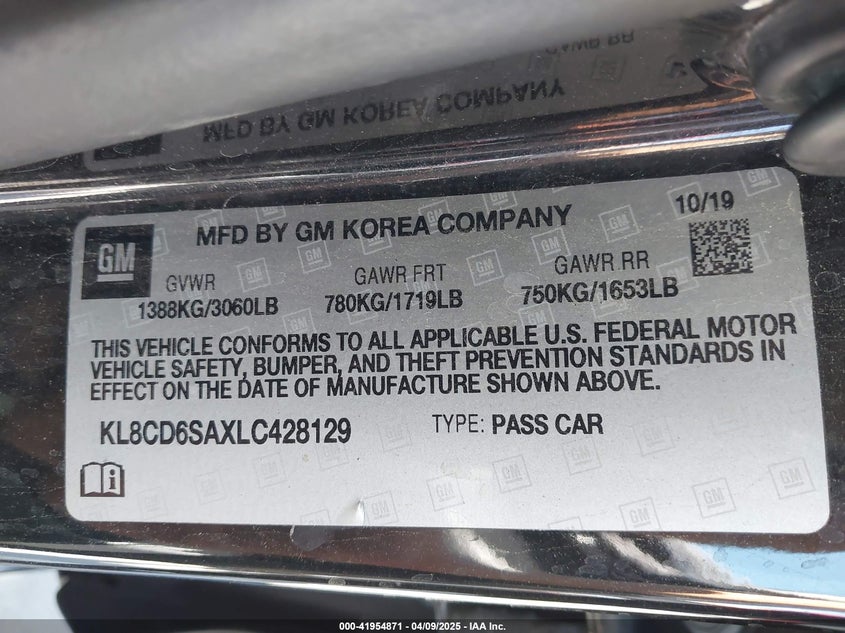 GAWR RR
MFD BY GM KOREA COMPANY
MFD BY GM KOREA COMPANY
10/19
GM
GVWR
1388KG/3060LB
GAWR FRT
780KG/1719LB
GAWR RR
750KG/1653LB
THIS VEHICLE CONFORMS TO ALL APPLICABLE U.S. FEDERAL MOTOR
VEHICLE SAFETY, BUMPER, AND THEFT PREVENTION STANDARDS IN
EFFECT ON THE DATE OF MANUFACTURE SHOWN ABOVE.
KL8CD6SAXLC428129
TYPE: PASS CAR
000-41954871 / 04/09/2025 - IAA Inc.